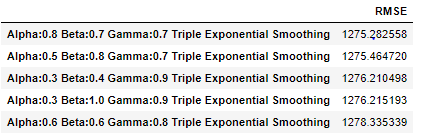 RMSE
Alpha:0.8 Beta:0.7 Gamma:0.7 Triple Exponential Smoothing 1275.282558
Alpha:0.5 Beta:0.8 Gamma:0.7 Triple Exponential Smoothing 1275.464720
Alpha:0.3 Beta:0.4 Gamma:0.9 Triple Exponential Smoothing 1276.210498
Alpha:0.3 Beta:1.0 Gamma:0.9 Triple Exponential Smoothing 1276.215193
Alpha:0.6 Beta:0.6 Gamma:0.8 Triple Exponential Smoothing 1278.335339